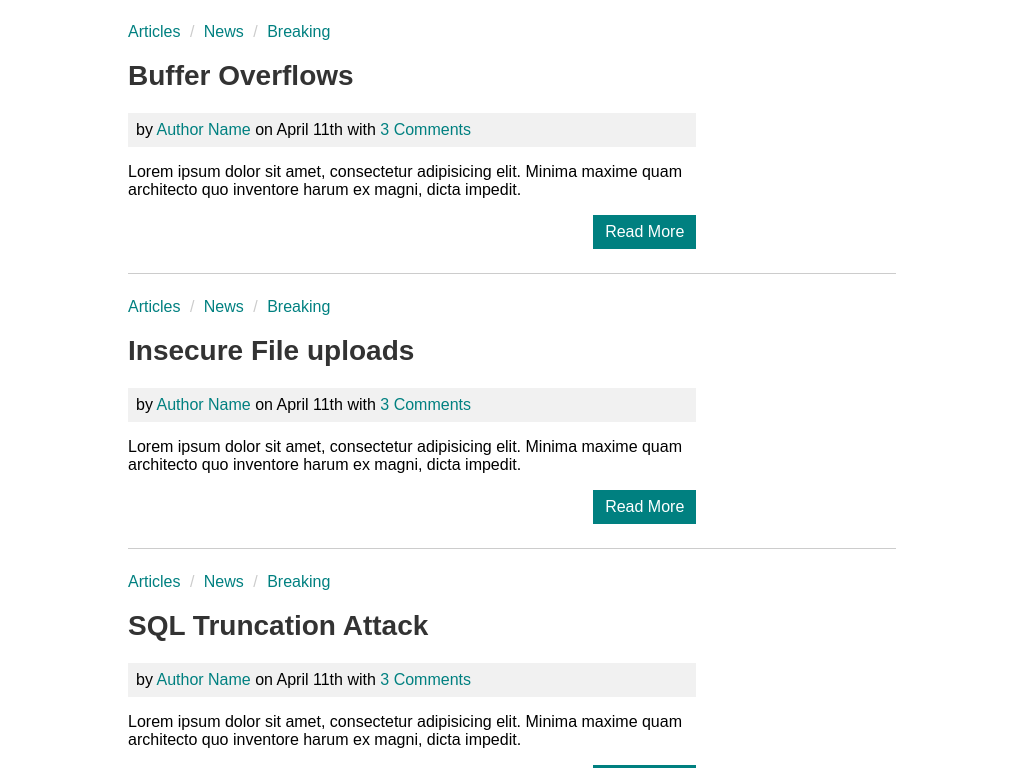 Articles / News / Breaking
Buffer Overflows
by Author Name on April 11th with 3 Comments
Lorem ipsum dolor sit amet, consectetur adipisicing elit. Minima maxime quam
architecto quo inventore harum ex magni, dicta impedit.
Read More
Articles / News / Breaking
Insecure File uploads
by Author Name on April 11th with 3 Comments
Lorem ipsum dolor sit amet, consectetur adipisicing elit. Minima maxime quam
architecto quo inventore harum ex magni, dicta impedit.
Read More
Articles / News / Breaking
SQL Truncation Attack
by Author Name on April 11th with 3 Comments
Lorem ipsum dolor sit amet, consectetur adipisicing elit. Minima maxime quam
architecto quo inventore harum ex magni, dicta impedit.